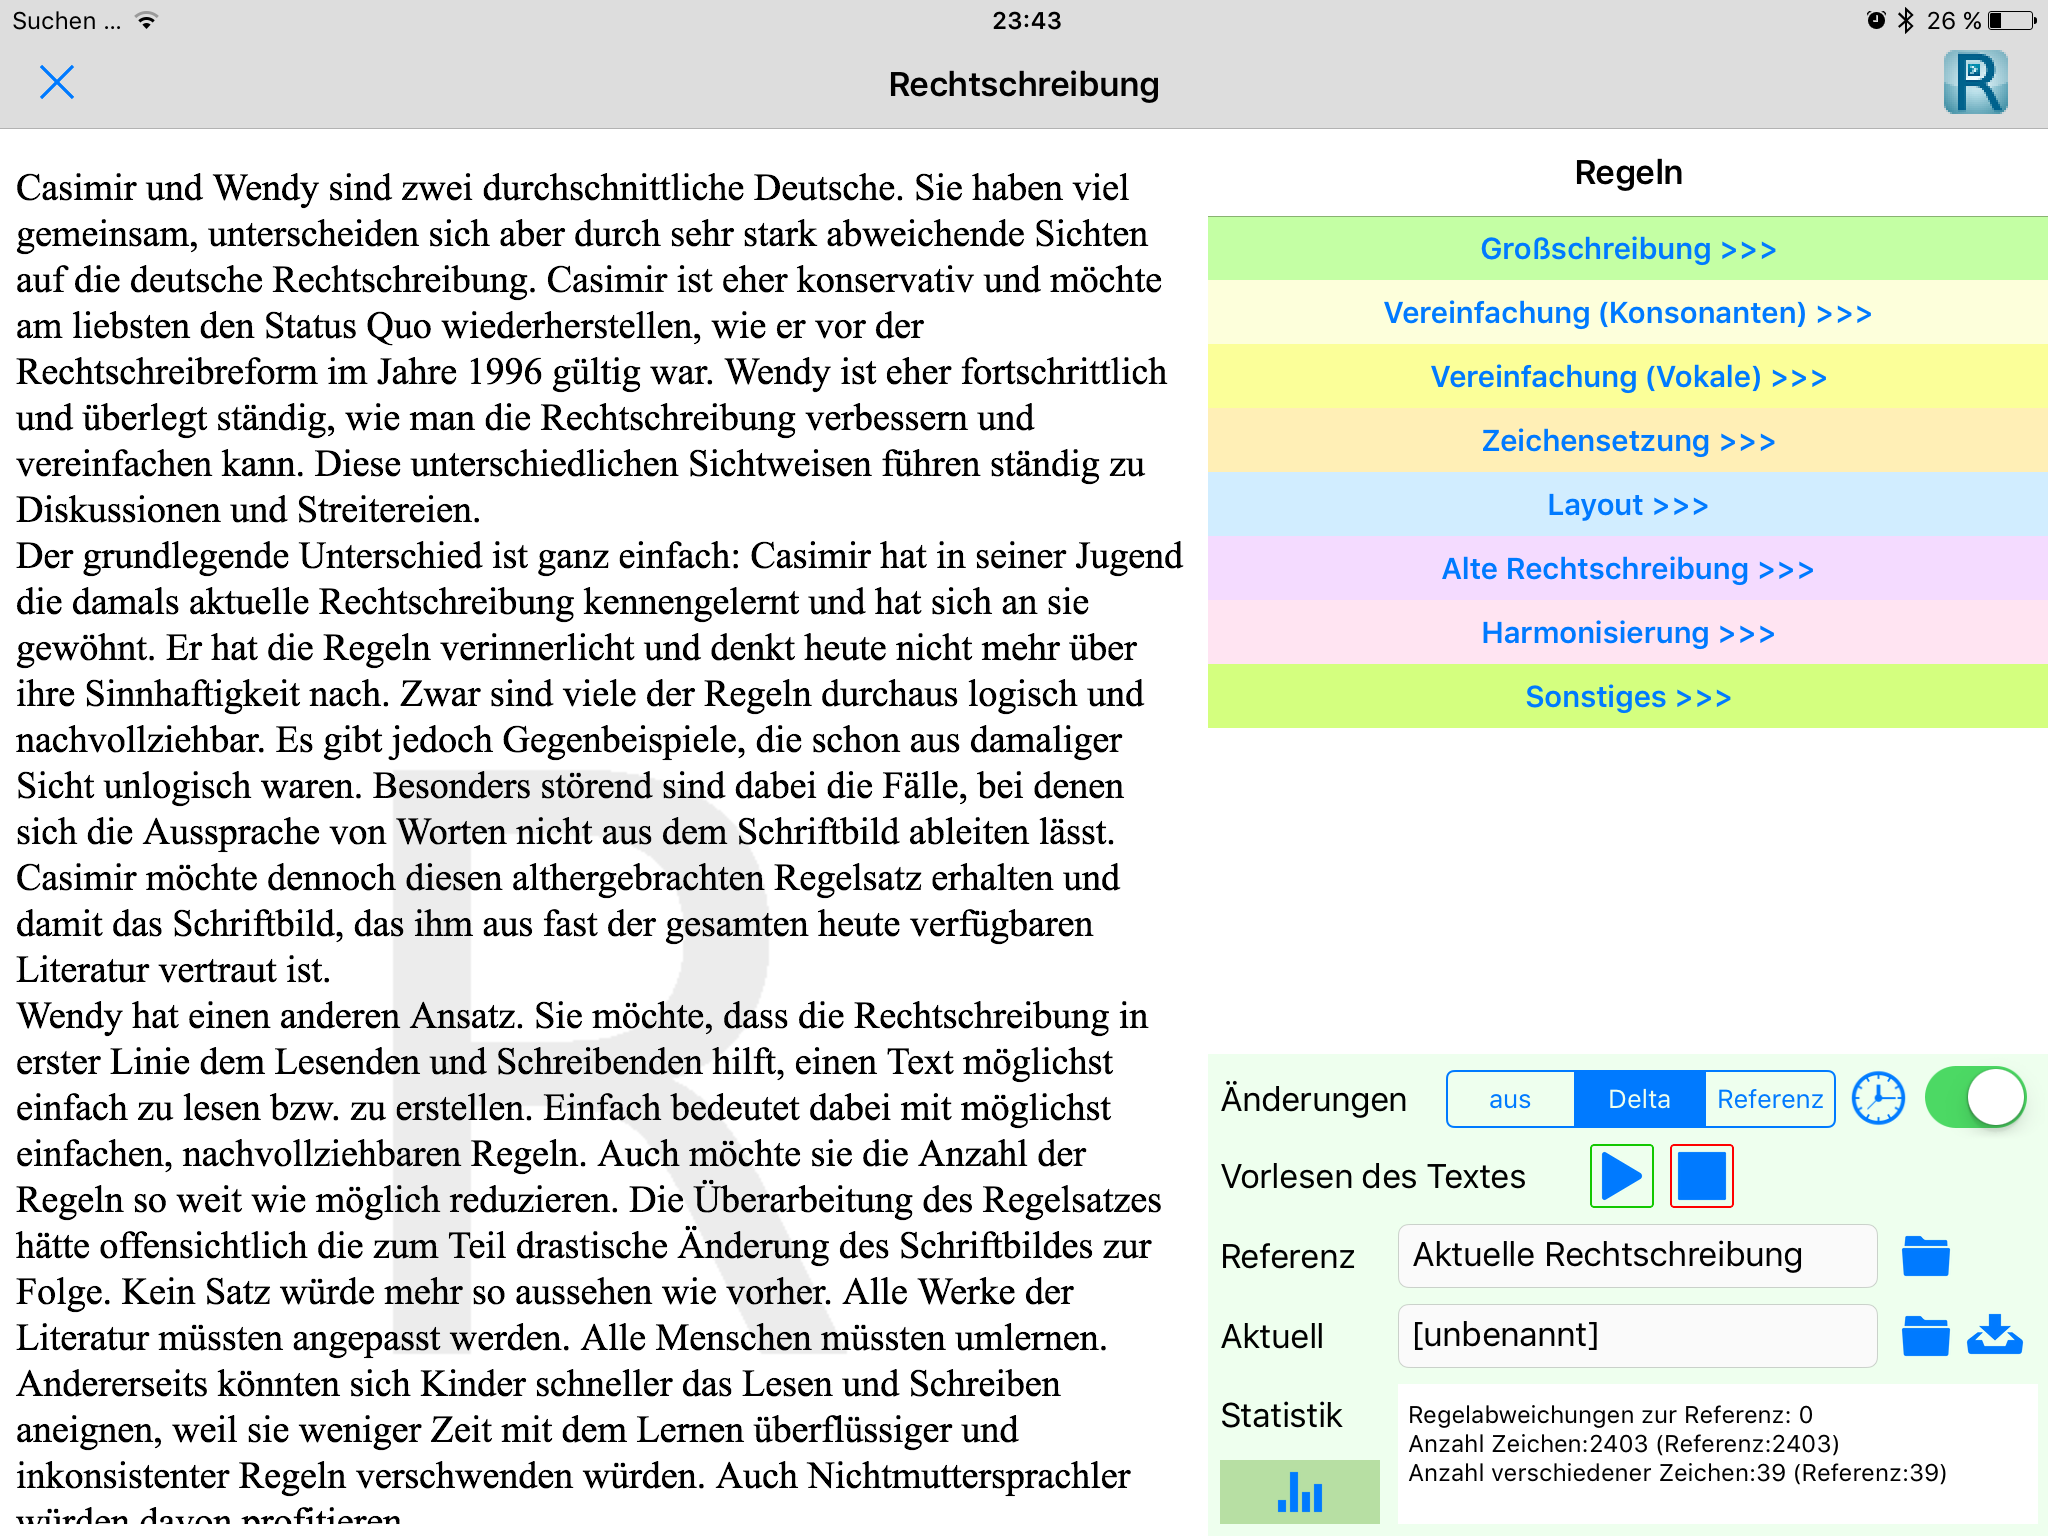 Suchen ...
23:43
26 %
Rechtschreibung
R
Casimir und Wendy sind zwei durchschnittliche Deutsche. Sie haben viel
gemeinsam, unterscheiden sich aber durch sehr stark abweichende Sichten
auf die deutsche Rechtschreibung. Casimir ist eher konservativ und möchte
am liebsten den Status Quo wiederherstellen, wie er vor der
Rechtschreibreform im Jahre 1996 gültig war. Wendy ist eher fortschrittlich
und überlegt ständig, wie man die Rechtschreibung verbessern und
vereinfachen kann. Diese unterschiedlichen Sichtweisen führen ständig zu
Diskussionen und Streitereien.
Der grundlegende Unterschied ist ganz einfach: Casimir hat in seiner Jugend
die damals aktuelle Rechtschreibung kennengelernt und hat sich an sie
gewöhnt. Er hat die Regeln verinnerlicht und denkt heute nicht mehr über
ihre Sinnhaftigkeit nach. Zwar sind viele der Regeln durchaus logisch und
nachvollziehbar. Es gibt jedoch Gegenbeispiele, die schon aus damaliger
Sicht unlogisch waren. Besonders störend sind dabei die Fälle, bei denen
sich die Aussprache von Worten nicht aus dem Schriftbild ableiten lässt.
Casimir möchte dennoch diesen althergebrachten Regelsatz erhalten und
damit das Schriftbild, das ihm aus fast der gesamten heute verfügbaren
Literatur vertraut ist.
Wendy hat einen anderen Ansatz. Sie möchte, dass die Rechtschreibung in
erster Linie dem Lesenden und Schreibenden hilft, einen Text möglichst
einfach zu lesen bzw. zu erstellen. Einfach bedeutet dabei mit möglichst
einfachen, nachvollziehbaren Regeln. Auch möchte sie die Anzahl der
Regeln so weit wie möglich reduzieren. Die Überarbeitung des Regelsatzes
hätte offensichtlich die zum Teil drastische Änderung des Schriftbildes zur
Folge. Kein Satz würde mehr so aussehen wie vorher. Alle Werke der
Literatur müssten angepasst werden. Alle Menschen müssten umlernen.
Andererseits könnten sich Kinder schneller das Lesen und Schreiben
aneignen, weil sie weniger Zeit mit dem Lernen überflüssiger und
inkonsistenter Regeln verschwenden würden. Auch Nichtmuttersprachler
würden davon profitieren
R
Regeln
Großschreibung >>>
Vereinfachung (Konsonanten) >>>
Vereinfachung (Vokale) >>>
Zeichensetzung >>>
Layout >>>
Alte Rechtschreibung >>>
Harmonisierung >>>
Sonstiges >>>
Änderungen aus Delta Referenz
Vorlesen des Textes
Referenz Aktuelle Rechtschreibung
Aktuell [unbenannt]
Statistik
Regelabweichungen zur Referenz: 0
Anzahl Zeichen:2403 (Referenz:2403)
Anzahl verschiedener Zeichen:39 (Referenz:39)